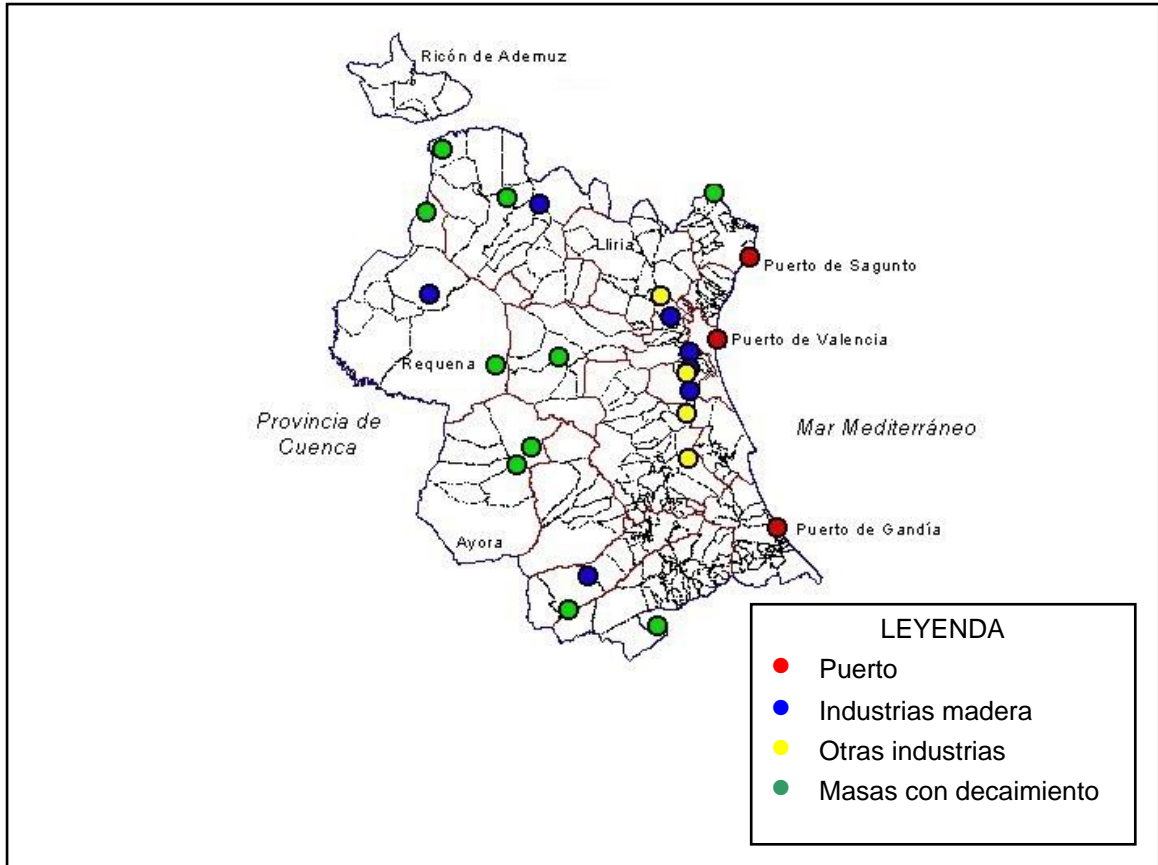 Ricón de Ademuz
Lliria
Puerto de Sagunto
Puerto de Valencia
Requena
Provincia de
Cuenca
Mar Mediterráneo
Puerto de Gandía
Ayora
LEYENDA
Puerto
Industrias madera
Otras industrias
Masas con decaimiento